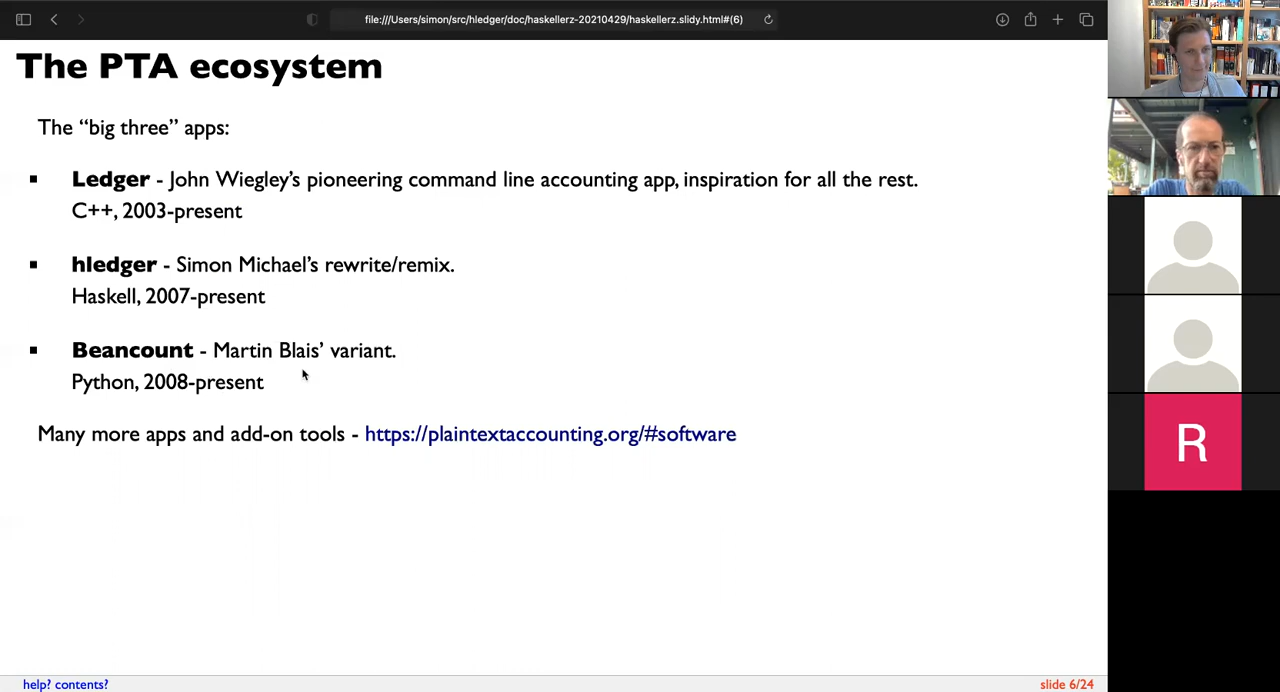 file:///Users/simon/src/hledger/doc/haskellerz-20210429/haskellerz.slidy.html#(6)
The PTA ecosystem
The “big three” apps:
Ledger - John Wiegley’s pioneering command line accounting app, inspiration for all the rest.
C++, 2003-present
hledger - Simon Michael’s rewrite/remix.
Haskell, 2007-present
Beancount - Martin Blais’ variant.
Python, 2008-present
Many more apps and add-on tools - https://plaintextaccounting.org/#software
R
help? contents?
slide 6/24